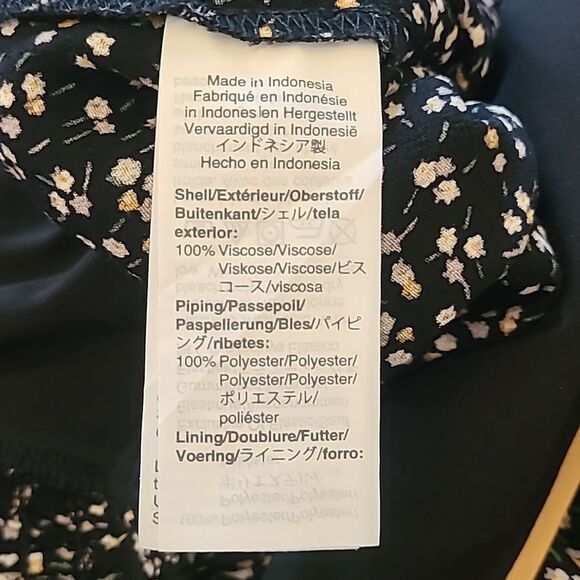 Made in Indonesia
Fabriqué en Indonésie
in Indonesien Hergestellt
Vervaardigd in Indonesië
インドネシア製
Hecho en Indonesia
Shell/Extérieur/Oberstoff/
Buitenkant/シェル/tela
exterior:
100% Viscose/Viscose/
Viskose/Viscose/ビス
コース/viscosa
Piping/Passepoil/
Paspellerung/Bles/パイピ
ング/ribetes:
100% Polyester/Polyester/
Polyester/Polyester/
ポリエステル/
poliéster
Lining/Doublure/Futter/
Voering/ライニング/forro: